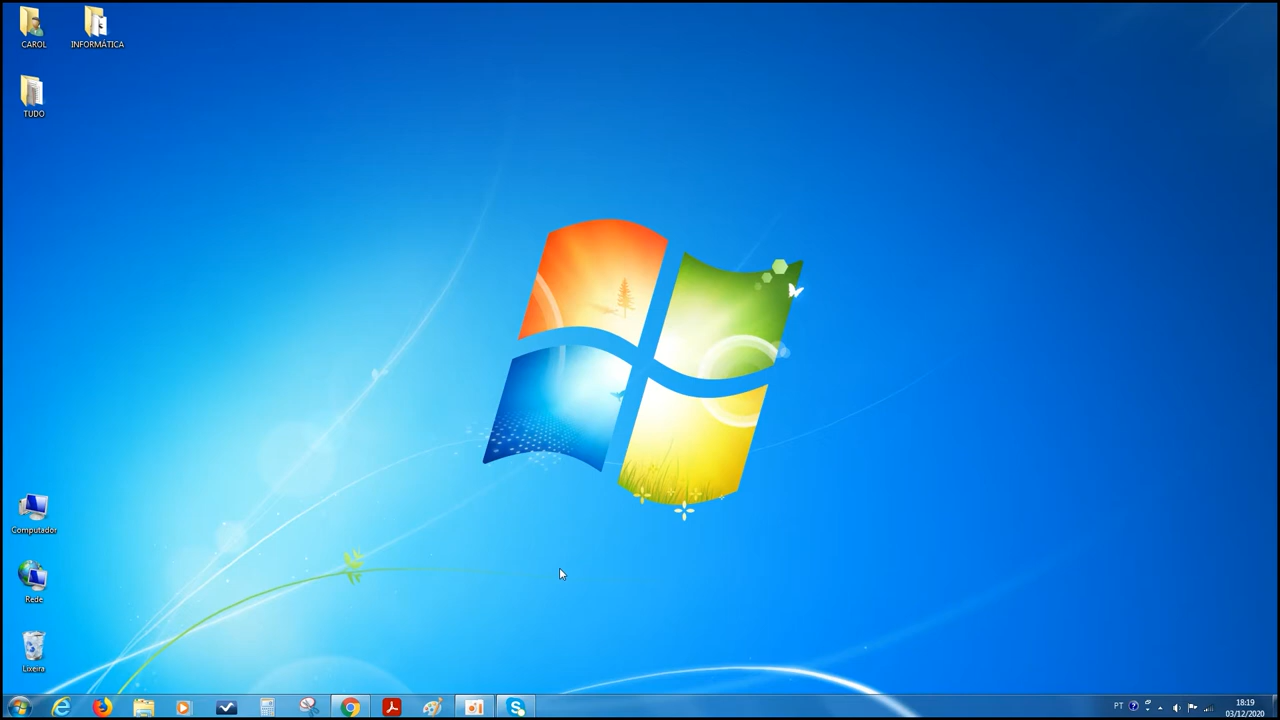 CAROL
INFORMÁTICA
TUDO
Computador
Rede
Lixeira
PT
18:19
03/12/2020